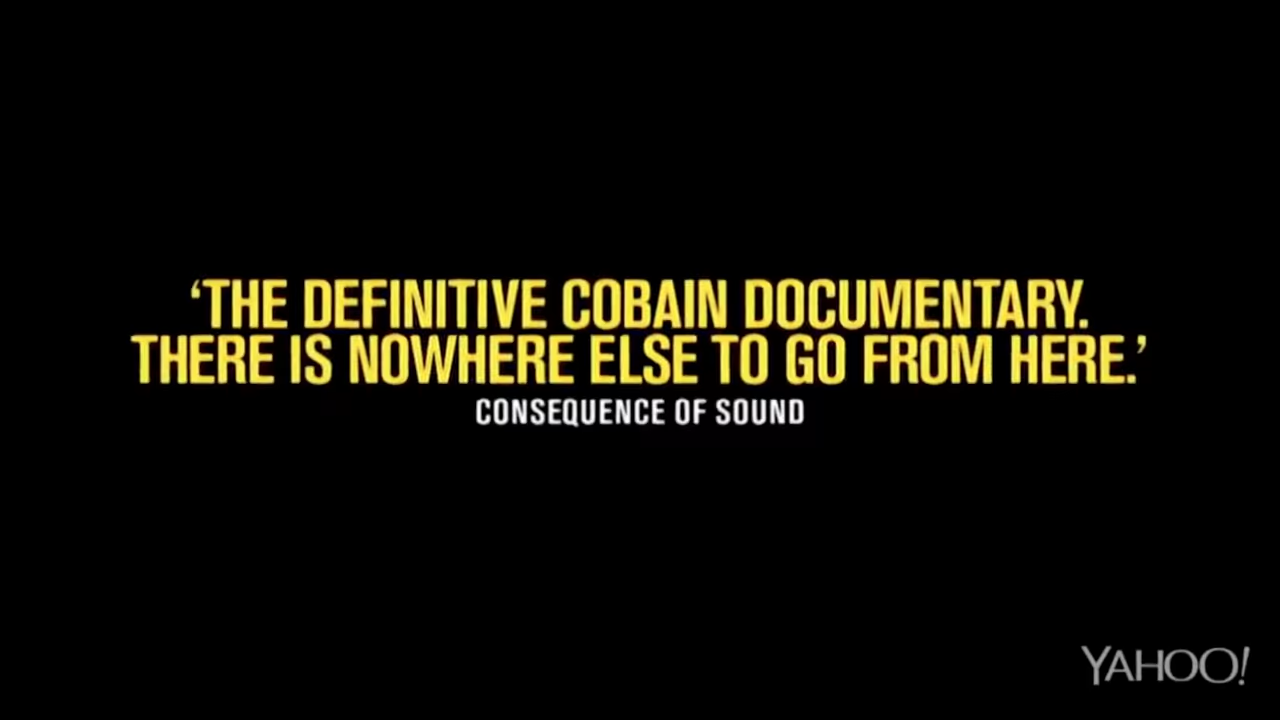 ‘THE DEFINITIVE COBAIN DOCUMENTARY.
THERE IS NOWHERE ELSE TO GO FROM HERE.’
CONSEQUENCE OF SOUND
YAHOO!